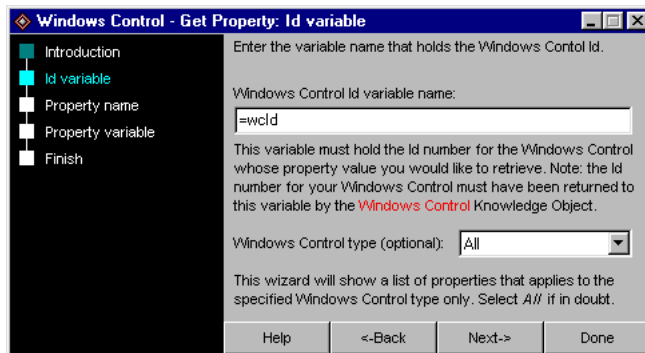 Windows Control - Get Property: Id variable
Introduction
Id variable
Property name
Property variable
Finish
Enter the variable name that holds the Windows Contol Id.
Windows Control Id variable name:
=wcId
This variable must hold the Id number for the Windows Control
whose property value you would like to retrieve. Note: the Id
number for your Windows Control must have been returned to
this variable by the Windows Control Knowledge Object.
Windows Control type (optional): All
This wizard will show a list of properties that applies to the
specified Windows Control type only. Select All if in doubt.
Help <-Back Next-> Done